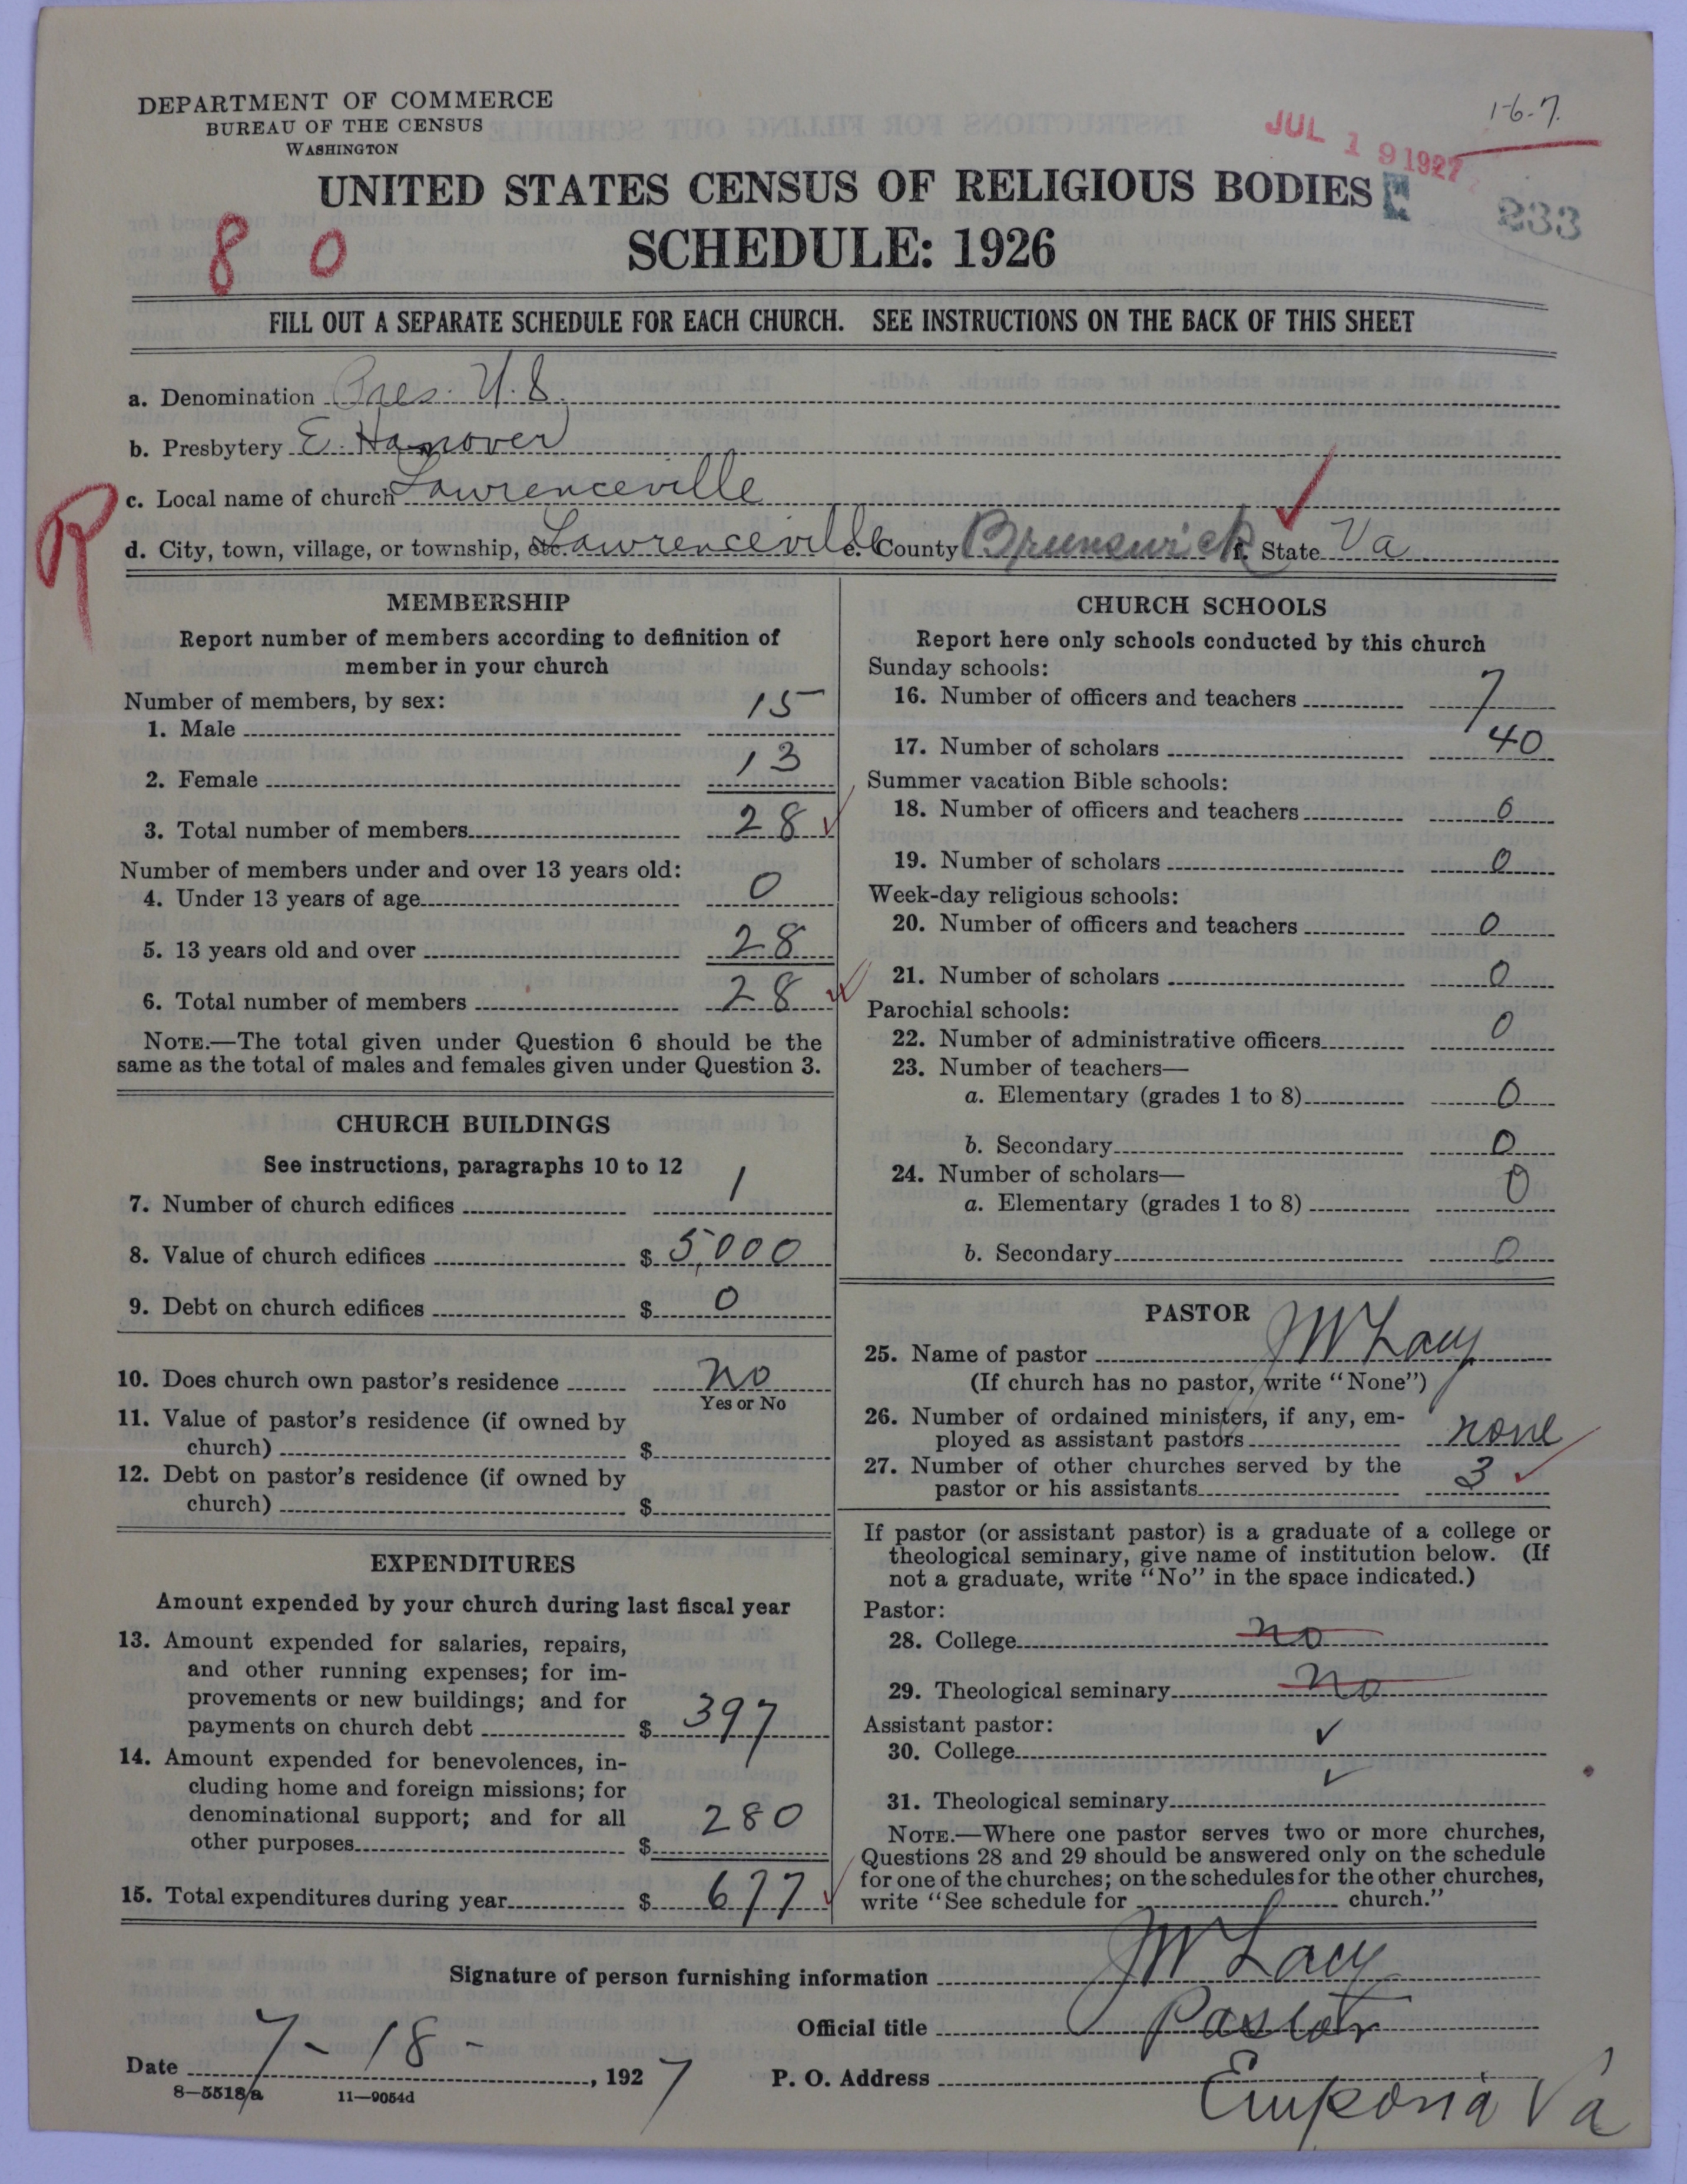 DEPARTMENT OF COMMERCE
BUREAU OF THE CENSUS
WASHINGTON
1-6-7.
JUL 19 1927
UNITED STATES CENSUS OF RELIGIOUS BODIES
233
8 0
SCHEDULE: 1926
FILL OUT A SEPARATE SCHEDULE FOR EACH CHURCH. SEE INSTRUCTIONS ON THE BACK OF THIS SHEET
a. Denomination Pres. U.S.
b. Presbytery E. Hanover
R
c. Local name of church Lawrenceville
d. City, town, village, or township, etc. Lawrenceville e. County Brunswick f. State Va
MEMBERSHIP
Report number of members according to definition of
member in your church
Number of members, by sex:
1. Male 15
2. Female 13
3. Total number of members 28
Number of members under and over 13 years old:
4. Under 13 years of age 0
5. 13 years old and over 28
6. Total number of members 28
NOTE.—The total given under Question 6 should be the
same as the total of males and females given under Question 3.
CHURCH BUILDINGS
See instructions, paragraphs 10 to 12
7. Number of church edifices 1
8. Value of church edifices $ 5,000
9. Debt on church edifices $ 0
10. Does church own pastor's residence no
Yes or No
11. Value of pastor's residence (if owned by
church) $
12. Debt on pastor's residence (if owned by
church) $
EXPENDITURES
Amount expended by your church during last fiscal year
13. Amount expended for salaries, repairs,
and other running expenses; for im-
provements or new buildings; and for
payments on church debt $ 397
14. Amount expended for benevolences, in-
cluding home and foreign missions; for
denominational support; and for all
other purposes $ 280
15. Total expenditures during year $ 677
CHURCH SCHOOLS
Report here only schools conducted by this church
Sunday schools:
16. Number of officers and teachers 7
17. Number of scholars 40
Summer vacation Bible schools:
18. Number of officers and teachers 0
19. Number of scholars 0
Week-day religious schools:
20. Number of officers and teachers 0
21. Number of scholars 0
Parochial schools:
22. Number of administrative officers 0
23. Number of teachers—
a. Elementary (grades 1 to 8) 0
b. Secondary 0
24. Number of scholars—
a. Elementary (grades 1 to 8) 0
b. Secondary 0
PASTOR
25. Name of pastor J W Lacy
(If church has no pastor, write "None")
26. Number of ordained ministers, if any, em-
ployed as assistant pastors none
27. Number of other churches served by the
pastor or his assistants 3
If pastor (or assistant pastor) is a graduate of a college or
theological seminary, give name of institution below. (If
not a graduate, write "No" in the space indicated.)
Pastor:
28. College no
29. Theological seminary no
Assistant pastor:
30. College ✓
31. Theological seminary ✓
NOTE.—Where one pastor serves two or more churches,
Questions 28 and 29 should be answered only on the schedule
for one of the churches; on the schedules for the other churches,
write "See schedule for church."
Signature of person furnishing information J W Lacy
Official title Pastor
Date 7-18-, 1927
P. O. Address Emporia Va
8—5518/a 11—9054d